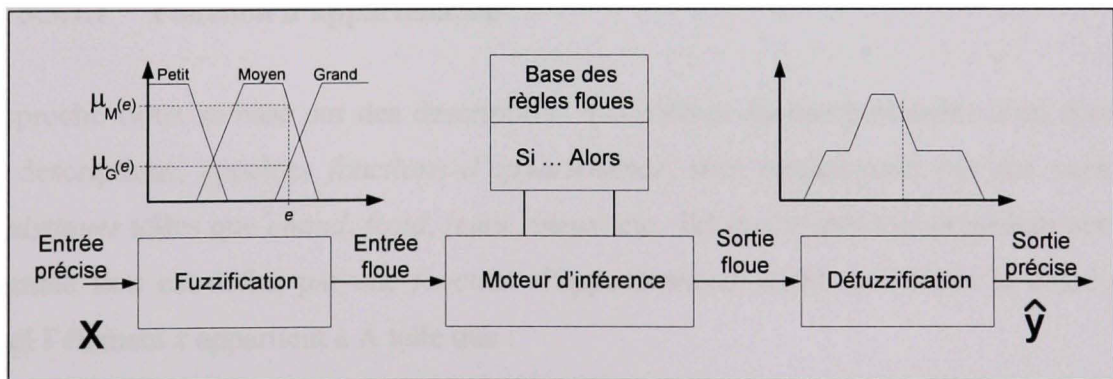 Petit Moyen Grand
μM(e)
μG(e)
e
Base des
règles floues
Si ... Alors
Entrée
précise
X
Fuzzification
Entrée
floue
Moteur d'inférence
Sortie
floue
Défuzzification
Sortie
précise
ŷ